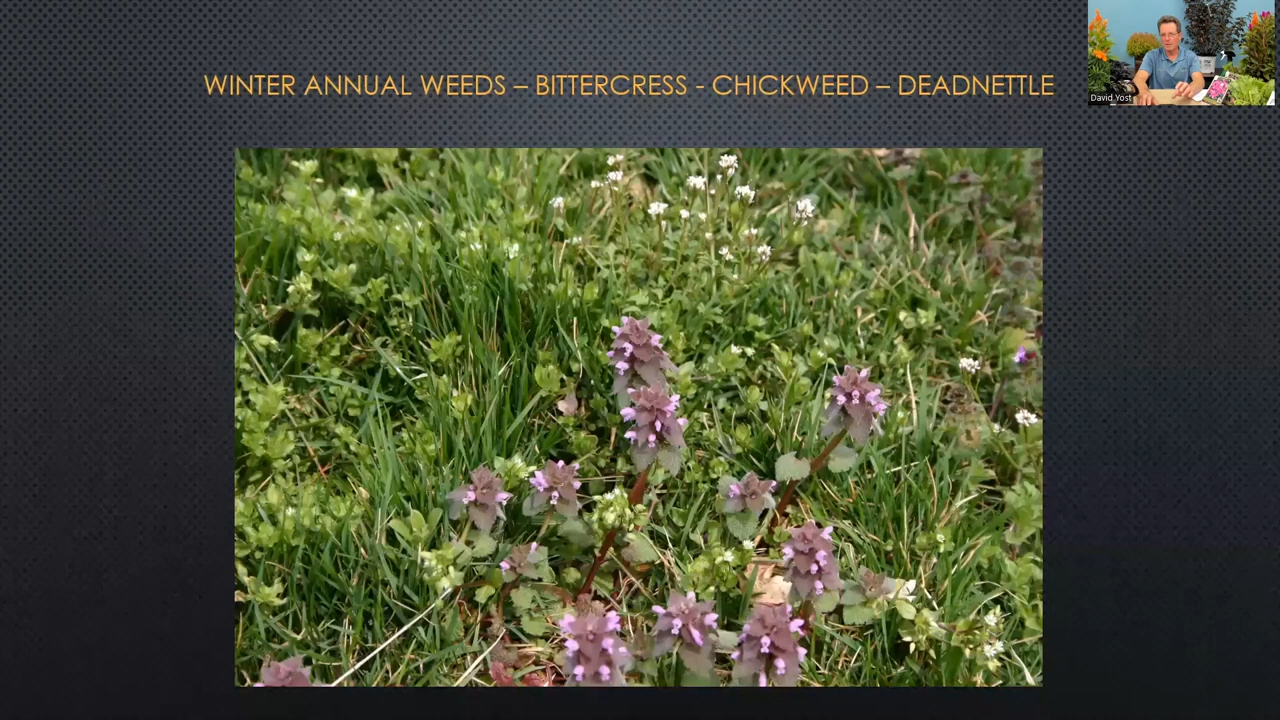 WINTER ANNUAL WEEDS – BITTERCRESS - CHICKWEED – DEADNETTLE
David Yost